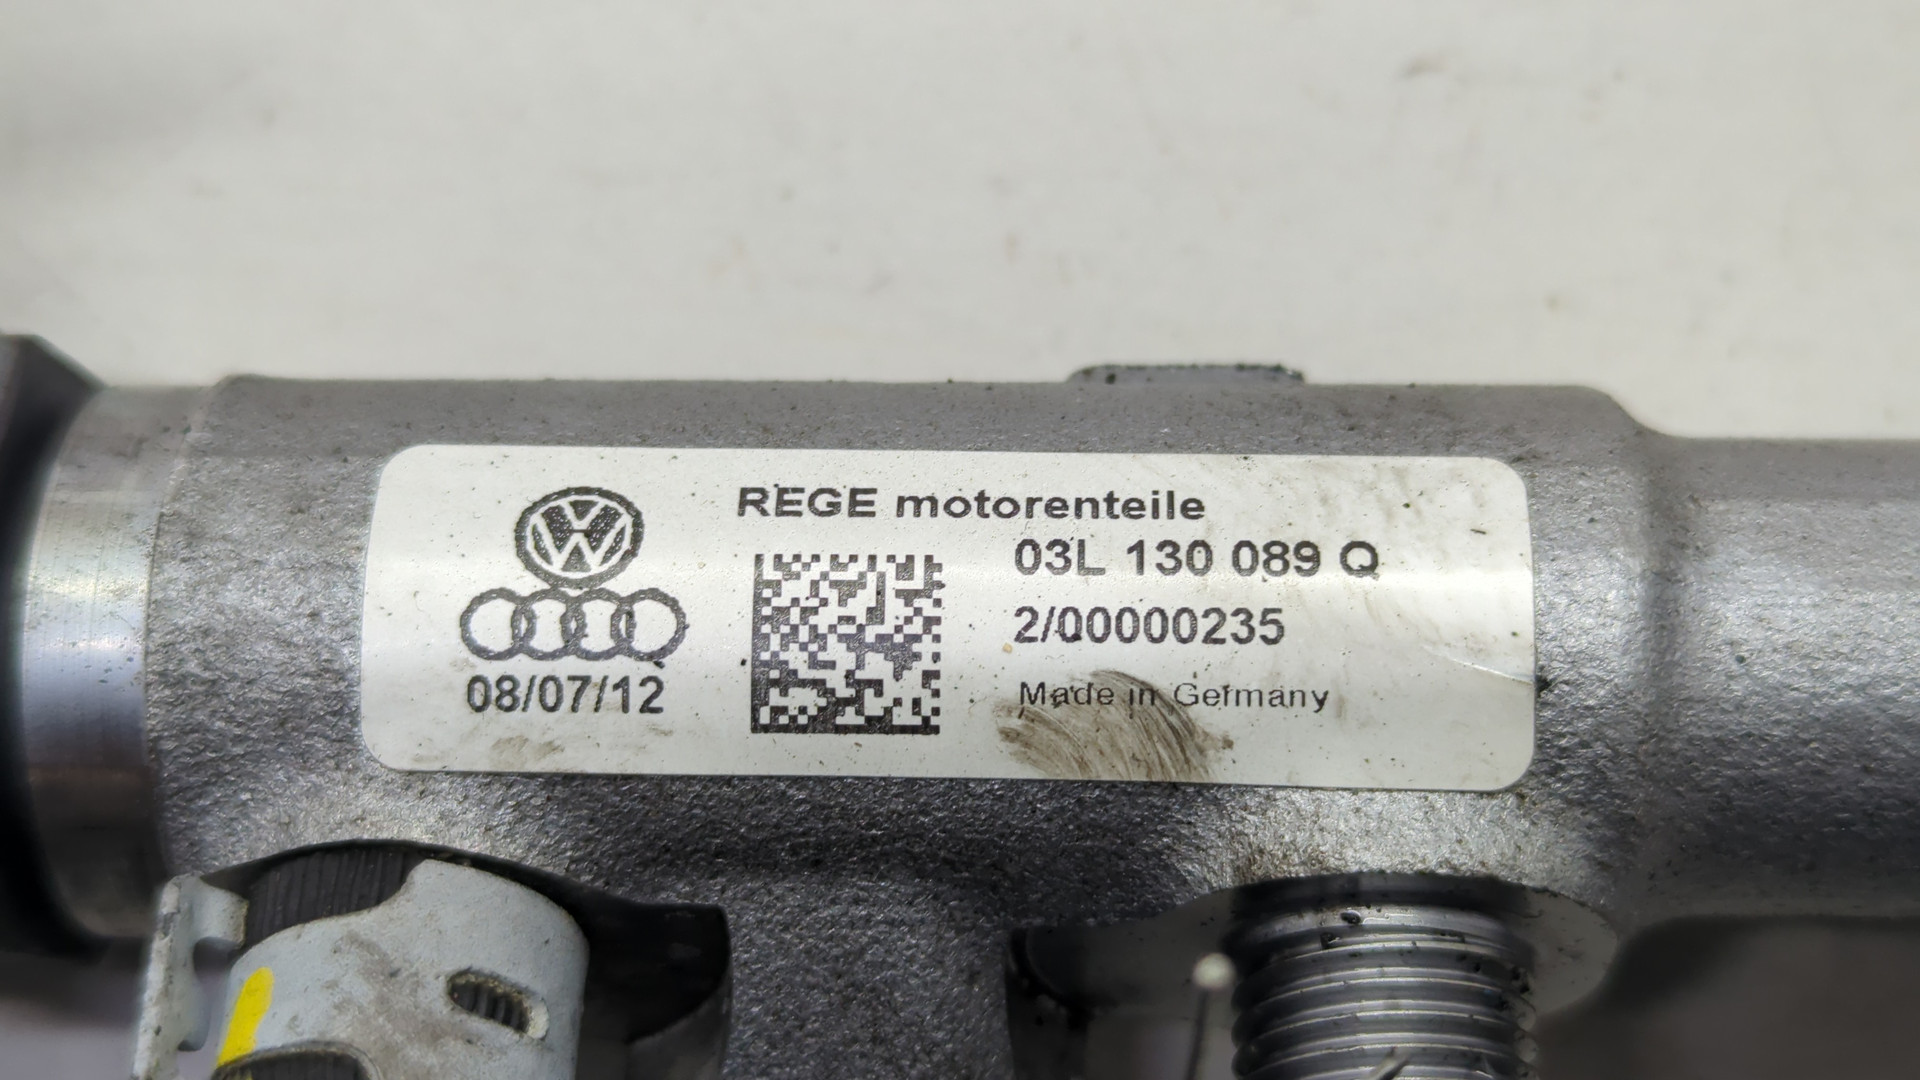 REGE motorenteile
03L 130 089 Q
2/00000235
Made in Germany
08/07/12